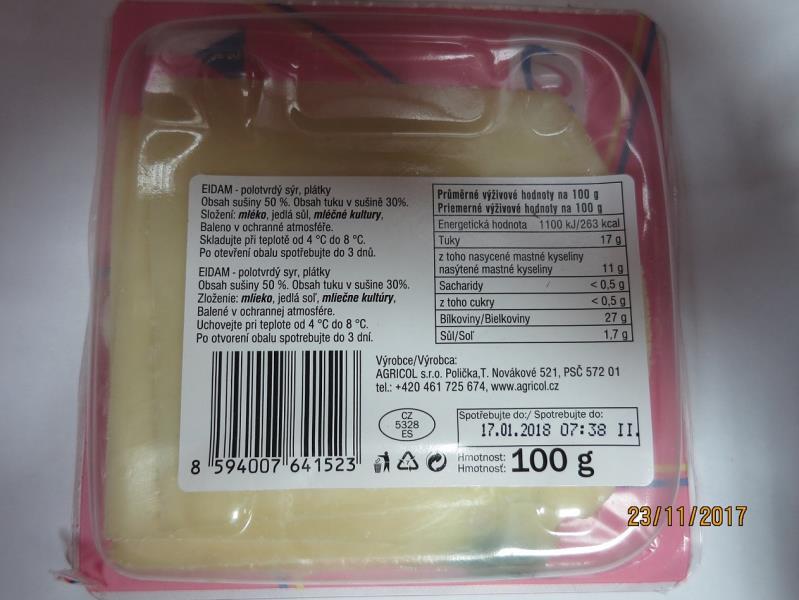 EIDAM - polotvrdý sýr, plátky
Obsah sušiny 50 %. Obsah tuku v sušině 30%.
Složení: mléko, jedlá sůl, mléčné kultury,
Baleno v ochranné atmosféře.
Skladujte při teplotě od 4 °C do 8 °C.
Po otevření obalu spotřebujte do 3 dnů.
EIDAM - polotvrdý syr, plátky
Obsah sušiny 50 %. Obsah tuku v sušine 30%.
Zloženie: mlieko, jedlá soľ, mliečne kultúry,
Balené v ochrannej atmosfére.
Uchovejte pri teplote od 4 °C do 8 °C.
Po otvorení obalu spotrebujte do 3 dní.
Průměrné výživové hodnoty na 100 g
Priemerné výživové hodnoty na 100 g
Energetická hodnota 1100 kJ/263 kcal
Tuky 17 g
z toho nasycené mastné kyseliny
nasýtené mastné kyseliny 11 g
Sacharidy < 0,5 g
z toho cukry < 0,5 g
Bílkoviny/Bielkoviny 27 g
Sůl/Soľ 1,7 g
Výrobce/Výrobca:
AGRICOL s.r.o. Polička,T. Novákové 521, PSČ 572 01
tel.: +420 461 725 674, www.agricol.cz
CZ
5328
ES
Spotřebujte do:/ Spotrebujte do:
17.01.2018 07:38 II.
Hmotnost:
Hmotnosť: 100 g
8 594007 641523
23/11/2017